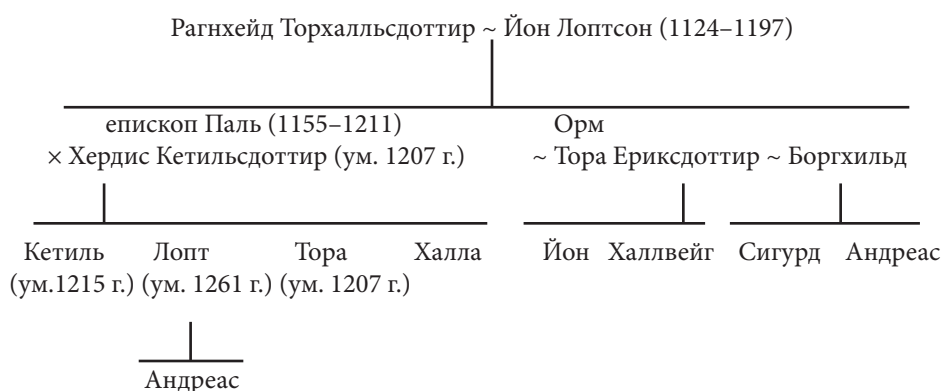 Рагнхейд Торхалльсдоттир ~ Йон Лоптсон (1124–1197)
епископ Паль (1155–1211) Орм
× Хердис Кетильсдоттир (ум. 1207 г.) ~ Тора Ериксдоттир ~ Боргхильд
Кетиль Лопт Тора Халла Йон Халлвейг Сигурд Андреас
(ум.1215 г.) (ум. 1261 г.) (ум. 1207 г.)
Андреас